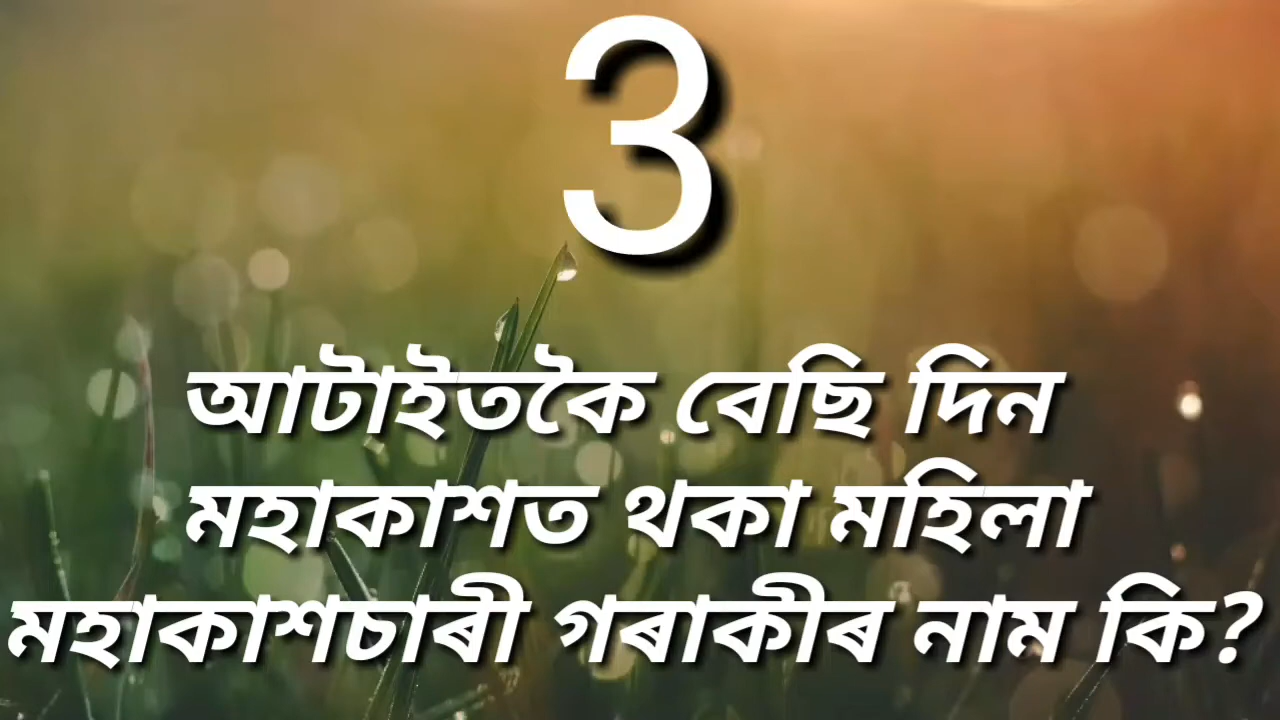 3
আটাইতকৈ বেছি দিন
মহাকাশত থকা মহিলা
মহাকাশচাৰী গৰাকীৰ নাম কি?